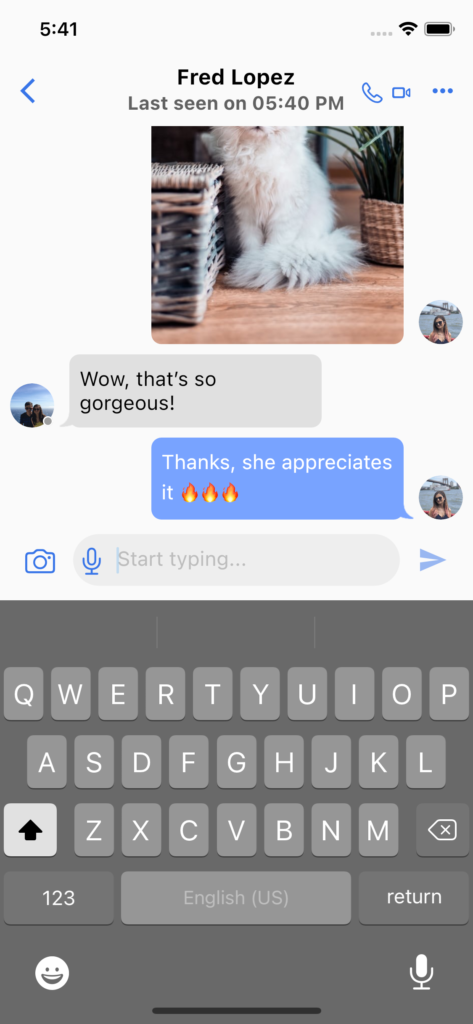 5:41
Fred Lopez
Last seen on 05:40 PM
Wow, that’s so
gorgeous!
Thanks, she appreciates
it 🔥🔥🔥
Start typing...
Q W E R T Y U I O P
A S D F G H J K L
Z X C V B N M
123 English (US) return